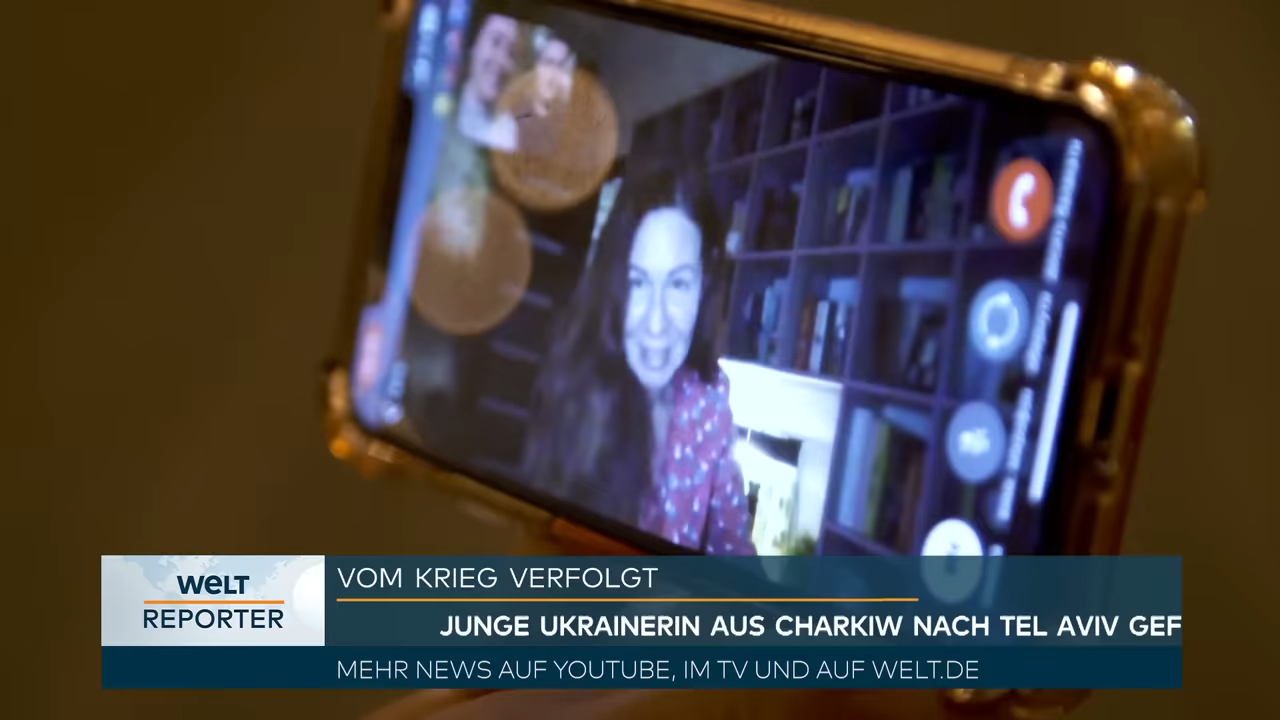 welt
REPORTER
VOM KRIEG VERFOLGT
JUNGE UKRAINERIN AUS CHARKIW NACH TEL AVIV GEF
MEHR NEWS AUF YOUTUBE, IM TV UND AUF WELT.DE